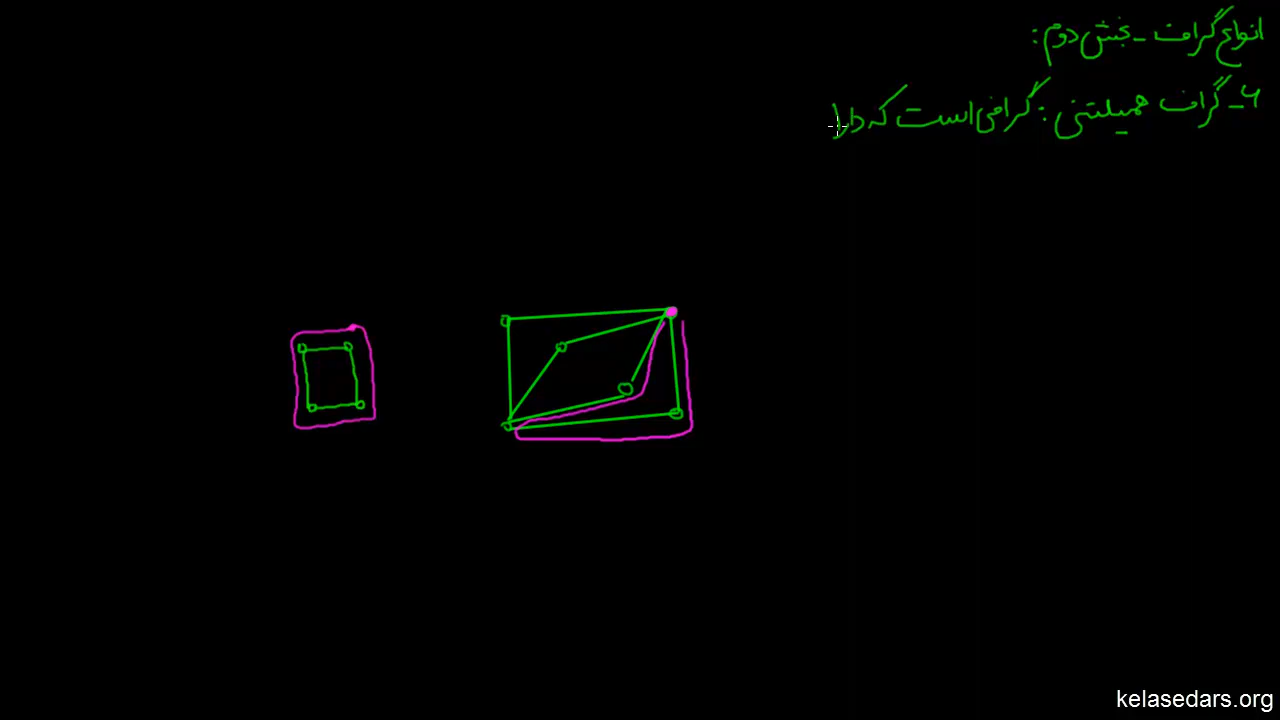 انواع گراف - بخش دوم :
۶- گراف همیلتنی : گرافی است که دارا
kelasedars.org